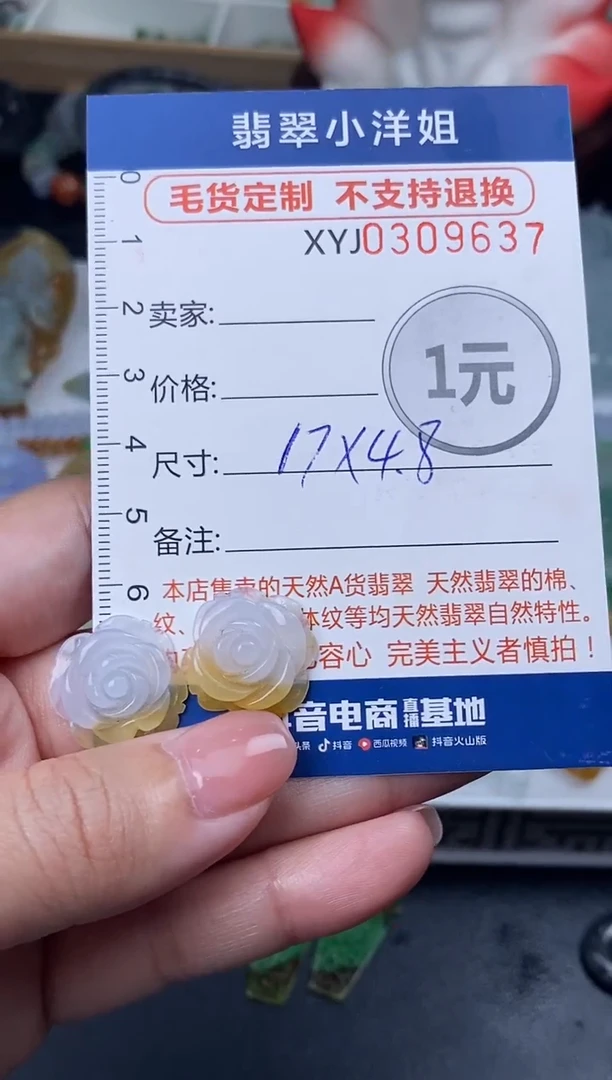 翡翠小洋姐
毛货定制 不支持退换
XYJ0309637
0
1
2
3
4
5
6
卖家:
1元
价格:
尺寸: 17X4.8
备注:
本店售卖的天然A货翡翠 天然翡翠的棉、
纹、 体纹等均天然翡翠自然特性。
容心 完美主义者慎拍！
音电商直播基地
头条 抖音 西瓜视频 抖音火山版